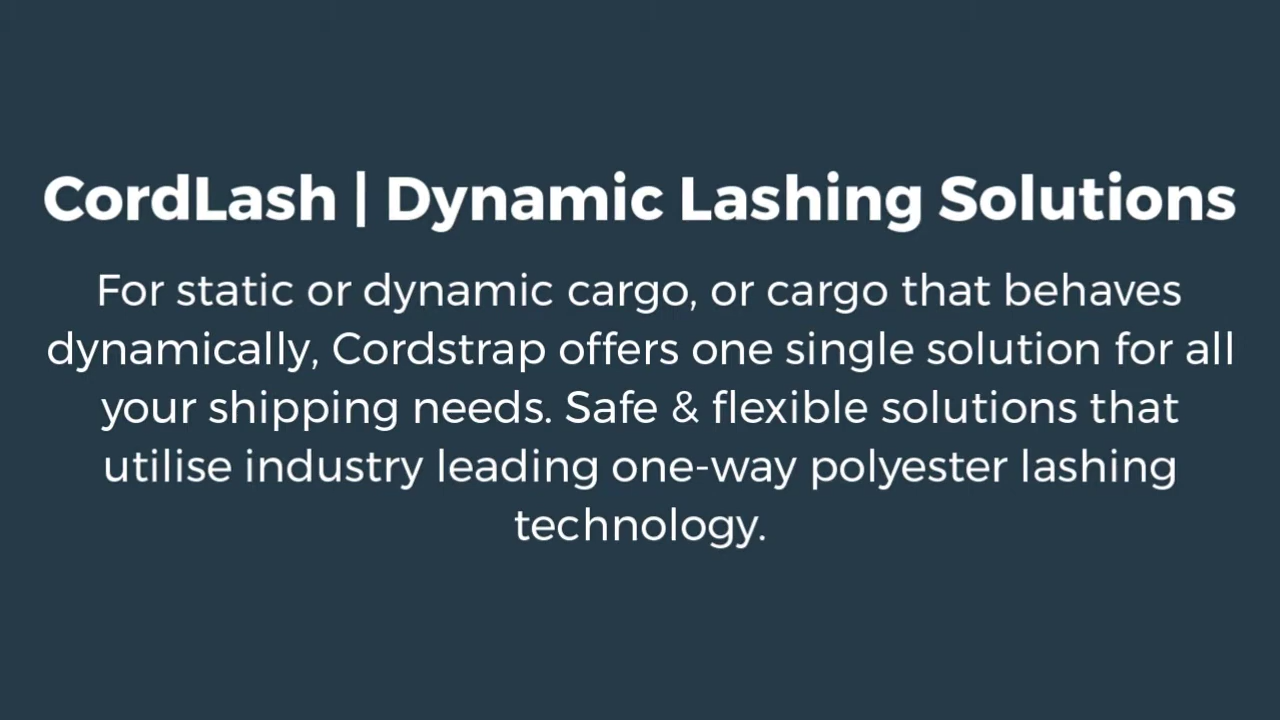 CordLash | Dynamic Lashing Solutions
For static or dynamic cargo, or cargo that behaves
dynamically, Cordstrap offers one single solution for all
your shipping needs. Safe & flexible solutions that
utilise industry leading one-way polyester lashing
technology.